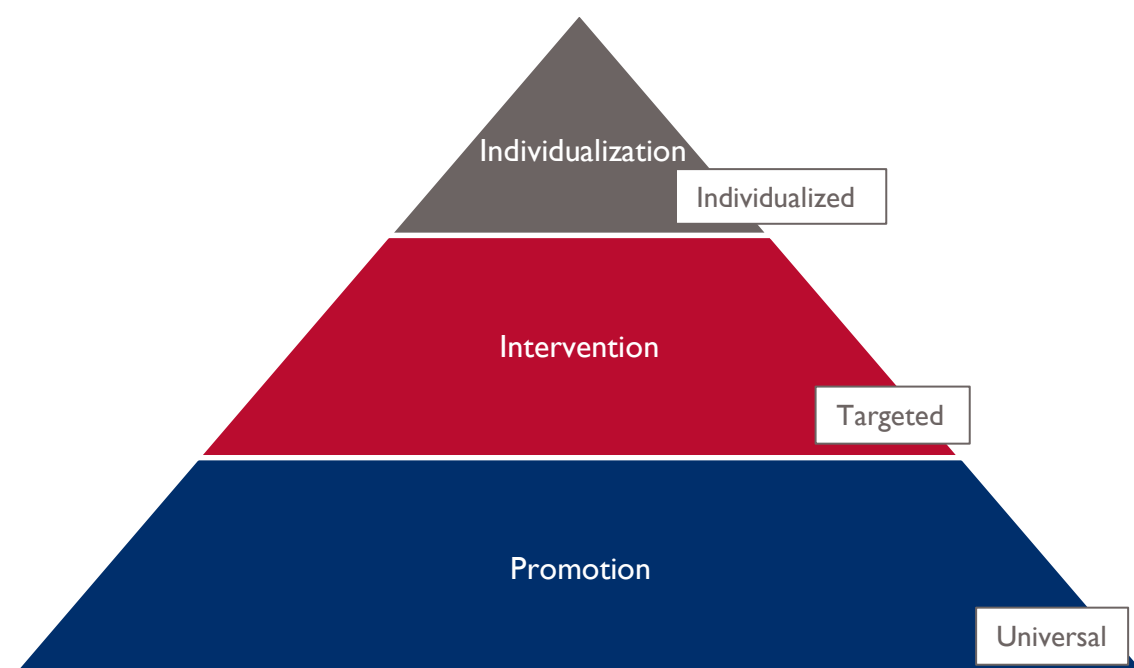 Individualization
Individualized
Intervention
Targeted
Promotion
Universal